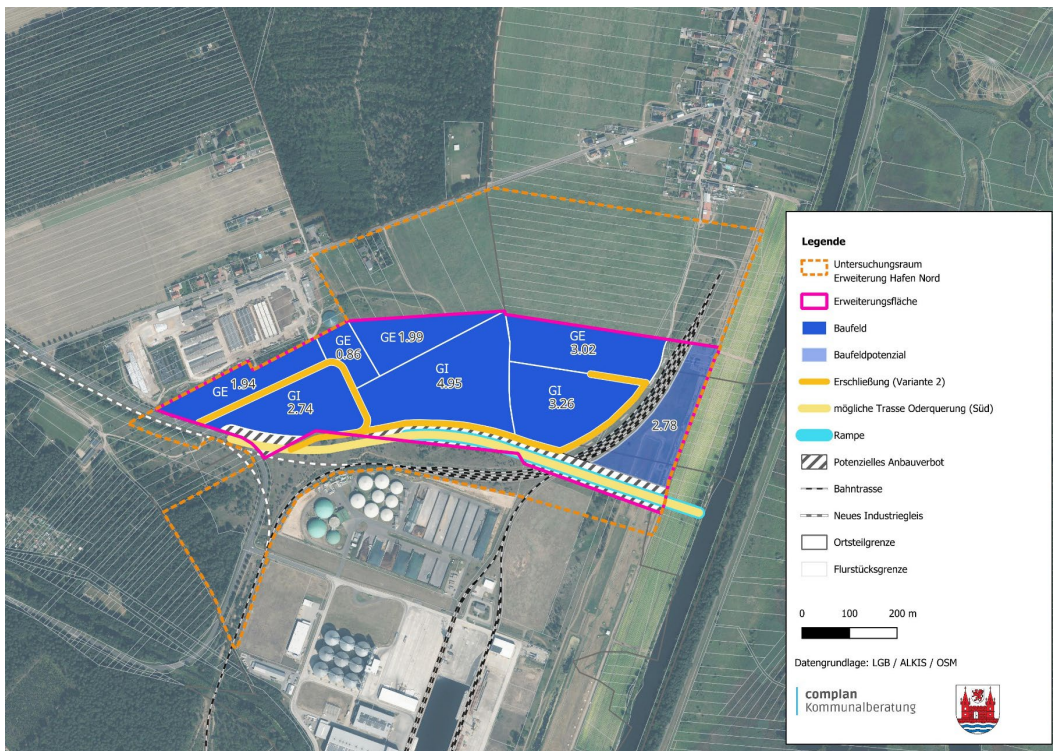 GE 1.99
GE
0.86
GE
3.02
GE 1.94
GI
4.95
GI
2.74
GI
3.26
2.78
Legende
Untersuchungsraum
Erweiterung Hafen Nord
Erweiterungsfläche
Baufeld
Baufeldpotenzial
Erschließung (Variante 2)
mögliche Trasse Oderquerung (Süd)
Rampe
Potenzielles Anbauverbot
Bahntrasse
Neues Industriegleis
Ortsteilgrenze
Flurstücksgrenze
0 100 200 m
Datengrundlage: LGB / ALKIS / OSM
complan
Kommunalberatung